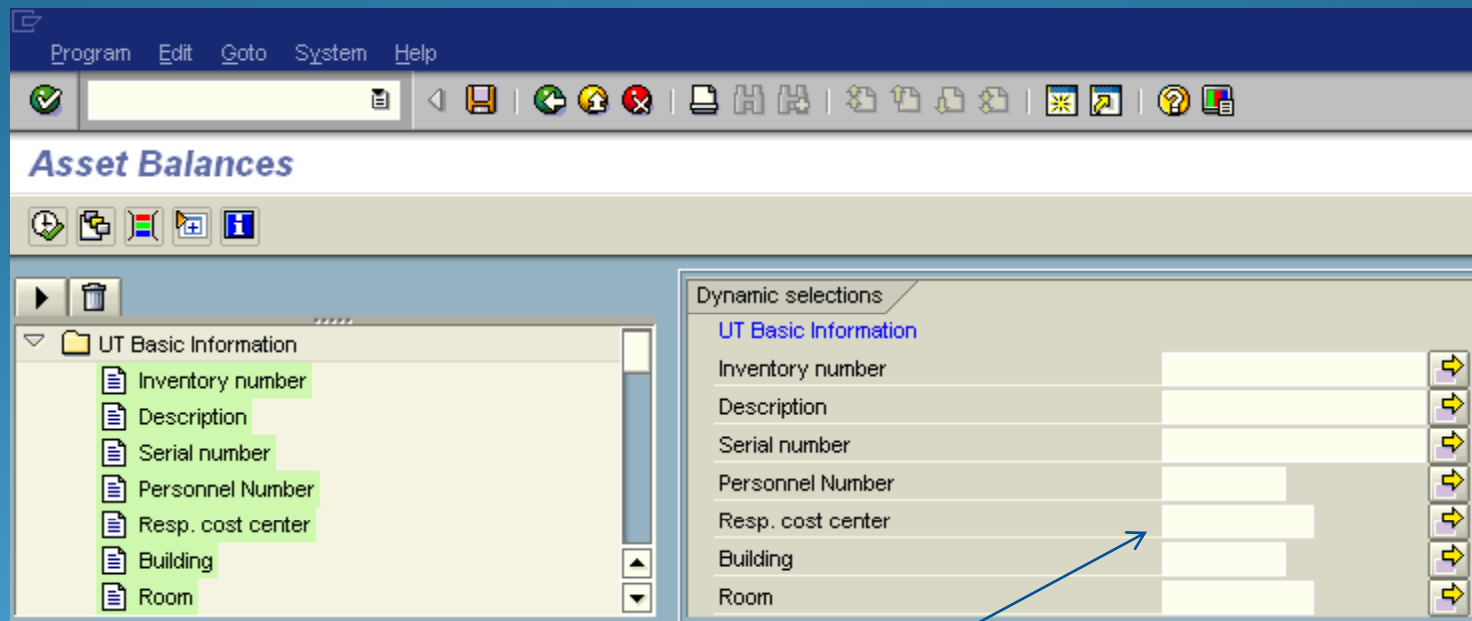 Program Edit Goto System Help
Asset Balances
Dynamic selections
UT Basic Information
UT Basic Information
Inventory number
Inventory number
Description
Description
Serial number
Serial number
Personnel Number
Personnel Number
Resp. cost center
Resp. cost center
Building
Building
Room
Room